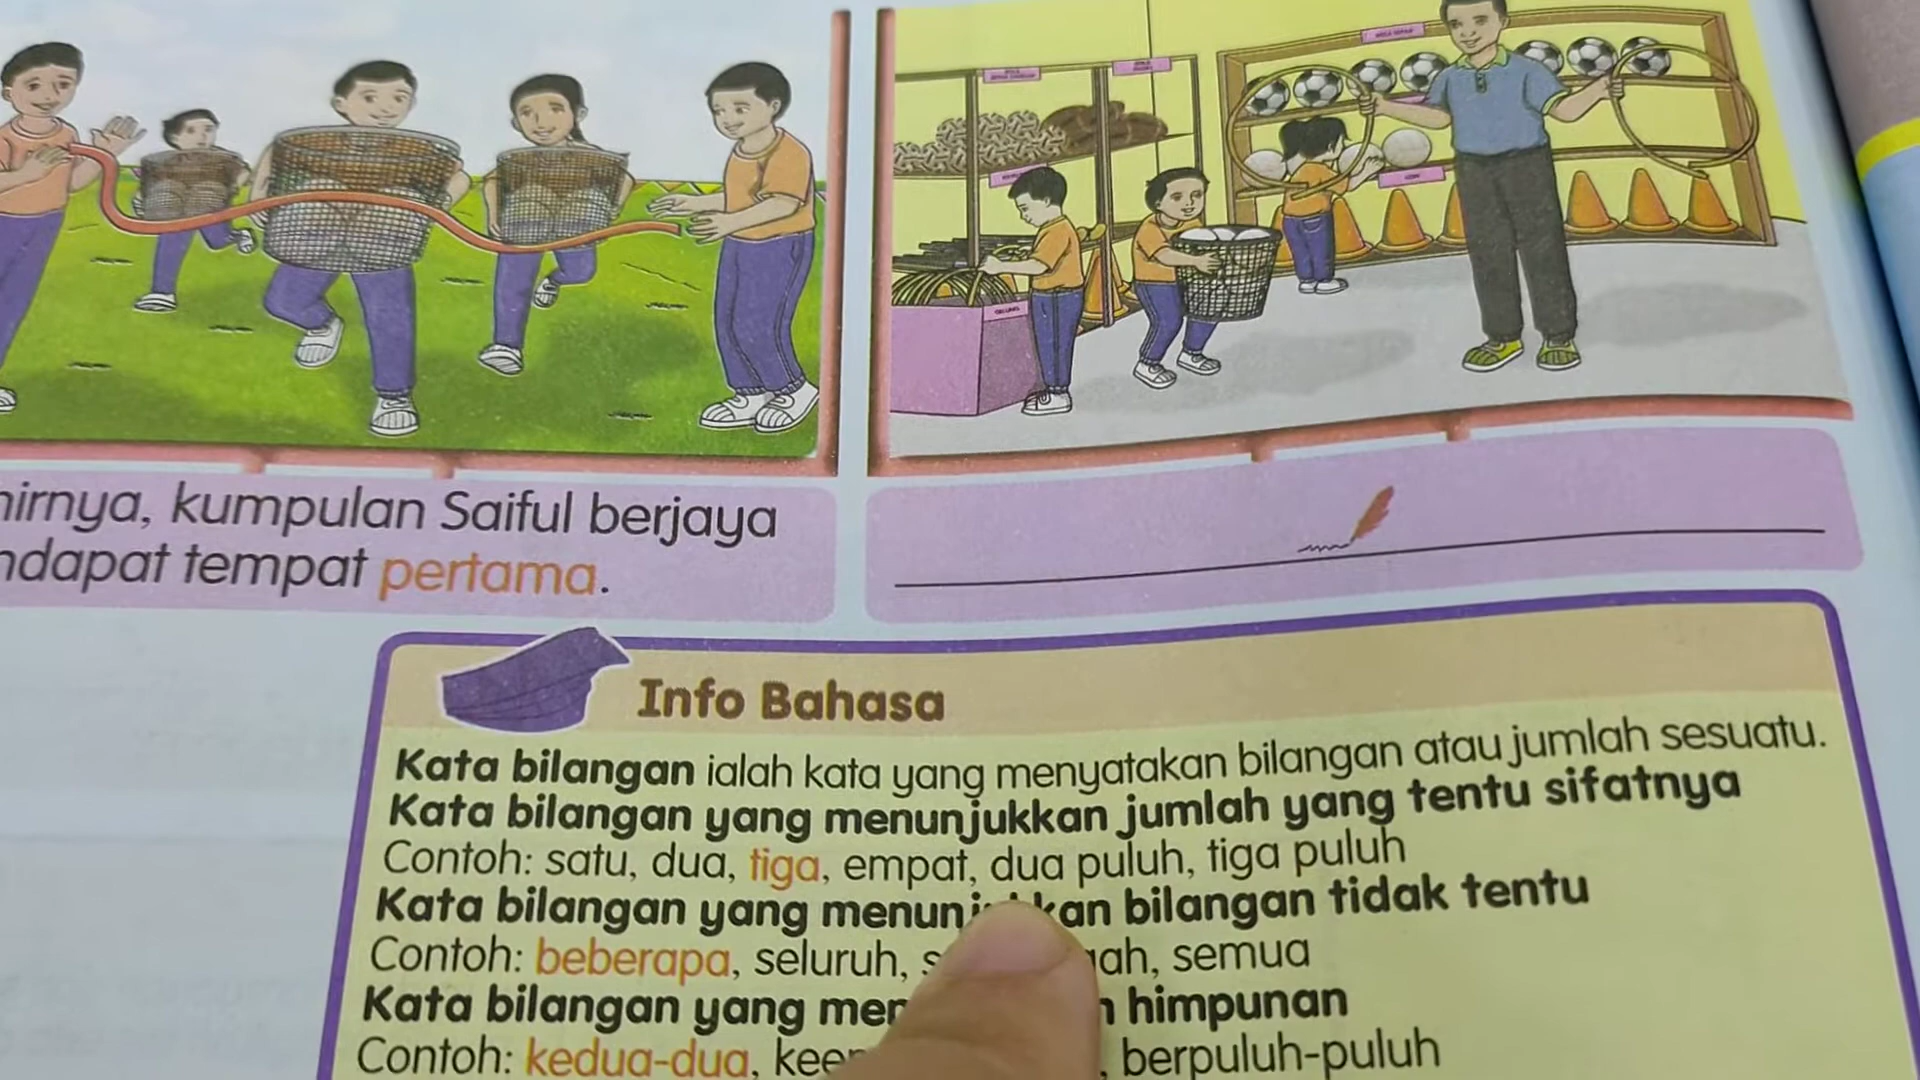 hirnya, kumpulan Saiful berjaya
ndapat tempat pertama.
Info Bahasa
Kata bilangan ialah kata yang menyatakan bilangan atau jumlah sesuatu.
Kata bilangan yang menunjukkan jumlah yang tentu sifatnya
Contoh: satu, dua, tiga, empat, dua puluh, tiga puluh
Kata bilangan yang menunj kan bilangan tidak tentu
Contoh: beberapa, seluruh, s ah, semua
Kata bilangan yang men n himpunan
Contoh: kedua-dua, keem , berpuluh-puluh